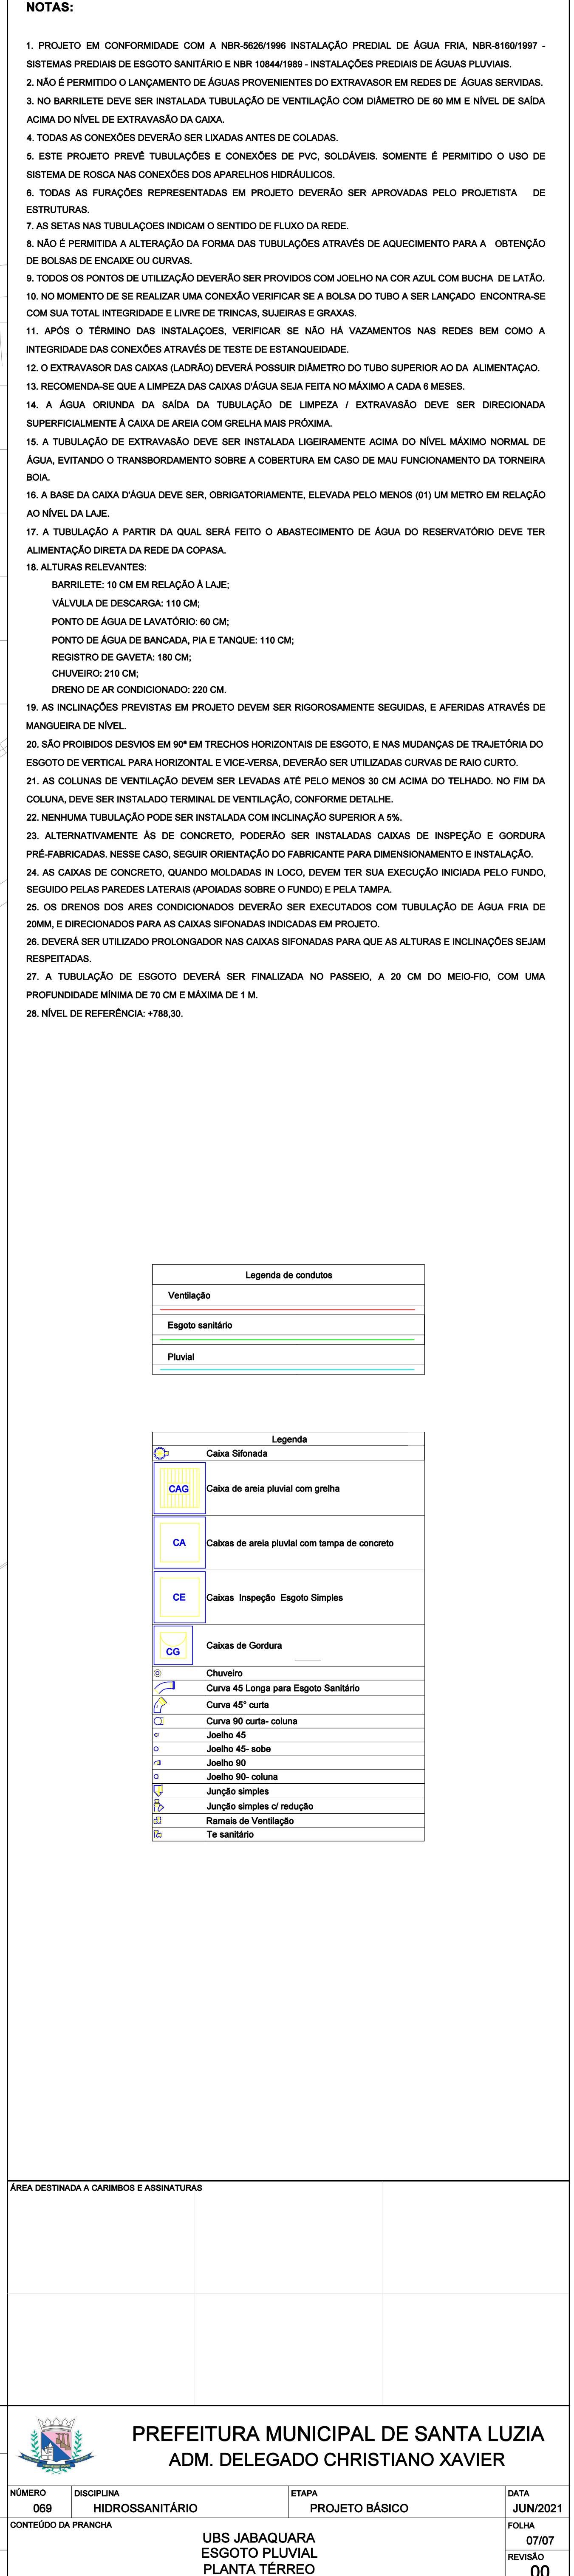 NOTAS:
1. PROJETO EM CONFORMIDADE COM A NBR-5626/1996 INSTALAÇÃO PREDIAL DE ÁGUA FRIA, NBR-8160/1997 -
SISTEMAS PREDIAIS DE ESGOTO SANITÁRIO E NBR 10844/1989 - INSTALAÇÕES PREDIAIS DE ÁGUAS PLUVIAIS.
2. NÃO É PERMITIDO O LANÇAMENTO DE ÁGUAS PROVENIENTES DO EXTRAVASOR EM REDES DE ÁGUAS SERVIDAS.
3. NO BARRILETE DEVE SER INSTALADA TUBULAÇÃO DE VENTILAÇÃO COM DIÂMETRO DE 60 MM E NÍVEL DE SAÍDA
ACIMA DO NÍVEL DE EXTRAVASÃO DA CAIXA.
4. TODAS AS CONEXÕES DEVERÃO SER LIXADAS ANTES DE COLADAS.
5. ESTE PROJETO PREVÊ TUBULAÇÕES E CONEXÕES DE PVC, SOLDÁVEIS. SOMENTE É PERMITIDO O USO DE
SISTEMA DE ROSCA NAS CONEXÕES DOS APARELHOS HIDRÁULICOS.
6. TODAS AS FURAÇÕES REPRESENTADAS EM PROJETO DEVERÃO SER APROVADAS PELO PROJETISTA DE
ESTRUTURAS.
7. AS SETAS NAS TUBULAÇOES INDICAM O SENTIDO DE FLUXO DA REDE.
8. NÃO É PERMITIDA A ALTERAÇÃO DA FORMA DAS TUBULAÇÕES ATRAVÉS DE AQUECIMENTO PARA A OBTENÇÃO
DE BOLSAS DE ENCAIXE OU CURVAS.
9. TODOS OS PONTOS DE UTILIZAÇÃO DEVERÃO SER PROVIDOS COM JOELHO NA COR AZUL COM BUCHA DE LATÃO.
10. NO MOMENTO DE SE REALIZAR UMA CONEXÃO VERIFICAR SE A BOLSA DO TUBO A SER LANÇADO ENCONTRA-SE
COM SUA TOTAL INTEGRIDADE E LIVRE DE TRINCAS, SUJEIRAS E GRAXAS.
11. APÓS O TÉRMINO DAS INSTALAÇOES, VERIFICAR SE NÃO HÁ VAZAMENTOS NAS REDES BEM COMO A
INTEGRIDADE DAS CONEXÕES ATRAVÉS DE TESTE DE ESTANQUEIDADE.
12. O EXTRAVASOR DAS CAIXAS (LADRÃO) DEVERÁ POSSUIR DIÂMETRO DO TUBO SUPERIOR AO DA ALIMENTAÇAO.
13. RECOMENDA-SE QUE A LIMPEZA DAS CAIXAS D'ÁGUA SEJA FEITA NO MÁXIMO A CADA 6 MESES.
14. A ÁGUA ORIUNDA DA SAÍDA DA TUBULAÇÃO DE LIMPEZA / EXTRAVASÃO DEVE SER DIRECIONADA
SUPERFICIALMENTE À CAIXA DE AREIA COM GRELHA MAIS PRÓXIMA.
15. A TUBULAÇÃO DE EXTRAVASÃO DEVE SER INSTALADA LIGEIRAMENTE ACIMA DO NÍVEL MÁXIMO NORMAL DE
ÁGUA, EVITANDO O TRANSBORDAMENTO SOBRE A COBERTURA EM CASO DE MAU FUNCIONAMENTO DA TORNEIRA
BOIA.
16. A BASE DA CAIXA D'ÁGUA DEVE SER, OBRIGATORIAMENTE, ELEVADA PELO MENOS (01) UM METRO EM RELAÇÃO
AO NÍVEL DA LAJE.
17. A TUBULAÇÃO A PARTIR DA QUAL SERÁ FEITO O ABASTECIMENTO DE ÁGUA DO RESERVATÓRIO DEVE TER
ALIMENTAÇÃO DIRETA DA REDE DA COPASA.
18. ALTURAS RELEVANTES:
BARRILETE: 10 CM EM RELAÇÃO À LAJE;
VÁLVULA DE DESCARGA: 110 CM;
PONTO DE ÁGUA DE LAVATÓRIO: 60 CM;
PONTO DE ÁGUA DE BANCADA, PIA E TANQUE: 110 CM;
REGISTRO DE GAVETA: 180 CM;
CHUVEIRO: 210 CM;
DRENO DE AR CONDICIONADO: 220 CM.
19. AS INCLINAÇÕES PREVISTAS EM PROJETO DEVEM SER RIGOROSAMENTE SEGUIDAS, E AFERIDAS ATRAVÉS DE
MANGUEIRA DE NÍVEL.
20. SÃO PROIBIDOS DESVIOS EM 90º EM TRECHOS HORIZONTAIS DE ESGOTO, E NAS MUDANÇAS DE TRAJETÓRIA DO
ESGOTO DE VERTICAL PARA HORIZONTAL E VICE-VERSA, DEVERÃO SER UTILIZADAS CURVAS DE RAIO CURTO.
21. AS COLUNAS DE VENTILAÇÃO DEVEM SER LEVADAS ATÉ PELO MENOS 30 CM ACIMA DO TELHADO. NO FIM DA
COLUNA, DEVE SER INSTALADO TERMINAL DE VENTILAÇÃO, CONFORME DETALHE.
22. NENHUMA TUBULAÇÃO PODE SER INSTALADA COM INCLINAÇÃO SUPERIOR A 5%.
23. ALTERNATIVAMENTE ÀS DE CONCRETO, PODERÃO SER INSTALADAS CAIXAS DE INSPEÇÃO E GORDURA
PRÉ-FABRICADAS. NESSE CASO, SEGUIR ORIENTAÇÃO DO FABRICANTE PARA DIMENSIONAMENTO E INSTALAÇÃO.
24. AS CAIXAS DE CONCRETO, QUANDO MOLDADAS IN LOCO, DEVEM TER SUA EXECUÇÃO INICIADA PELO FUNDO,
SEGUIDO PELAS PAREDES LATERAIS (APOIADAS SOBRE O FUNDO) E PELA TAMPA.
25. OS DRENOS DOS ARES CONDICIONADOS DEVERÃO SER EXECUTADOS COM TUBULAÇÃO DE ÁGUA FRIA DE
20MM, E DIRECIONADOS PARA AS CAIXAS SIFONADAS INDICADAS EM PROJETO.
26. DEVERÁ SER UTILIZADO PROLONGADOR NAS CAIXAS SIFONADAS PARA QUE AS ALTURAS E INCLINAÇÕES SEJAM
RESPEITADAS.
27. A TUBULAÇÃO DE ESGOTO DEVERÁ SER FINALIZADA NO PASSEIO, A 20 CM DO MEIO-FIO, COM UMA
PROFUNDIDADE MÍNIMA DE 70 CM E MÁXIMA DE 1 M.
28. NÍVEL DE REFERÊNCIA: +788,30.
Legenda de condutos
Ventilação
Esgoto sanitário
Pluvial
Legenda
Caixa Sifonada
CAG Caixa de areia pluvial com grelha
CA Caixas de areia pluvial com tampa de concreto
CE Caixas Inspeção Esgoto Simples
CG Caixas de Gordura
Chuveiro
Curva 45 Longa para Esgoto Sanitário
Curva 45° curta
Curva 90 curta- coluna
Joelho 45
Joelho 45- sobe
Joelho 90
Joelho 90- coluna
Junção simples
Junção simples c/ redução
Ramais de Ventilação
Te sanitário
ÁREA DESTINADA A CARIMBOS E ASSINATURAS
PREFEITURA MUNICIPAL DE SANTA LUZIA
ADM. DELEGADO CHRISTIANO XAVIER
NÚMERO DISCIPLINA ETAPA DATA
069 HIDROSSANITÁRIO PROJETO BÁSICO JUN/2021
CONTEÚDO DA PRANCHA FOLHA
UBS JABAQUARA 07/07
ESGOTO PLUVIAL REVISÃO
PLANTA TÉRREO 00